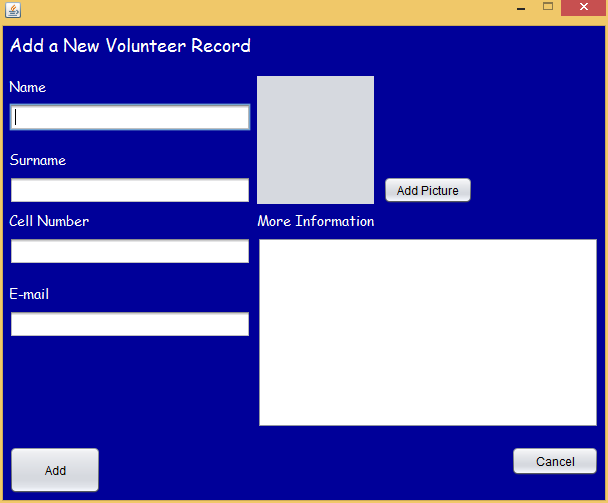 Add a New Volunteer Record
Name
Surname
Add Picture
Cell Number
More Information
E-mail
Add
Cancel